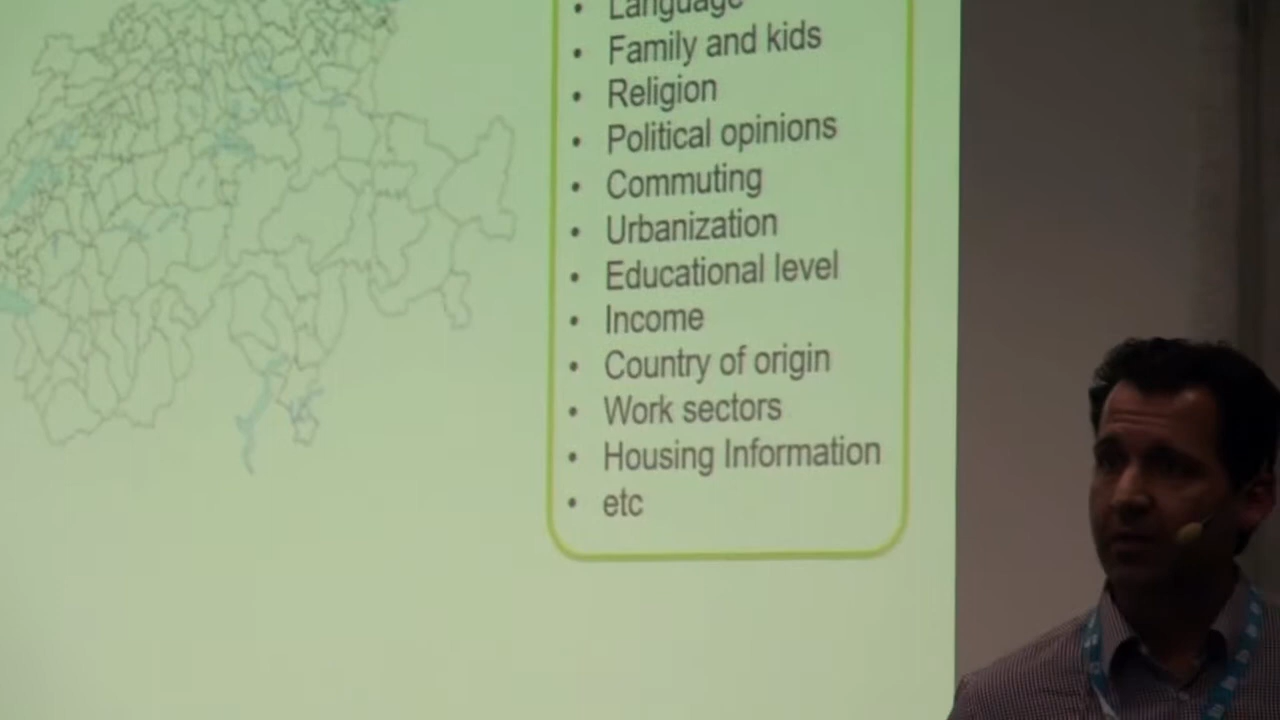 • Language
• Family and kids
• Religion
• Political opinions
• Commuting
• Urbanization
• Educational level
• Income
• Country of origin
• Work sectors
• Housing Information
• etc